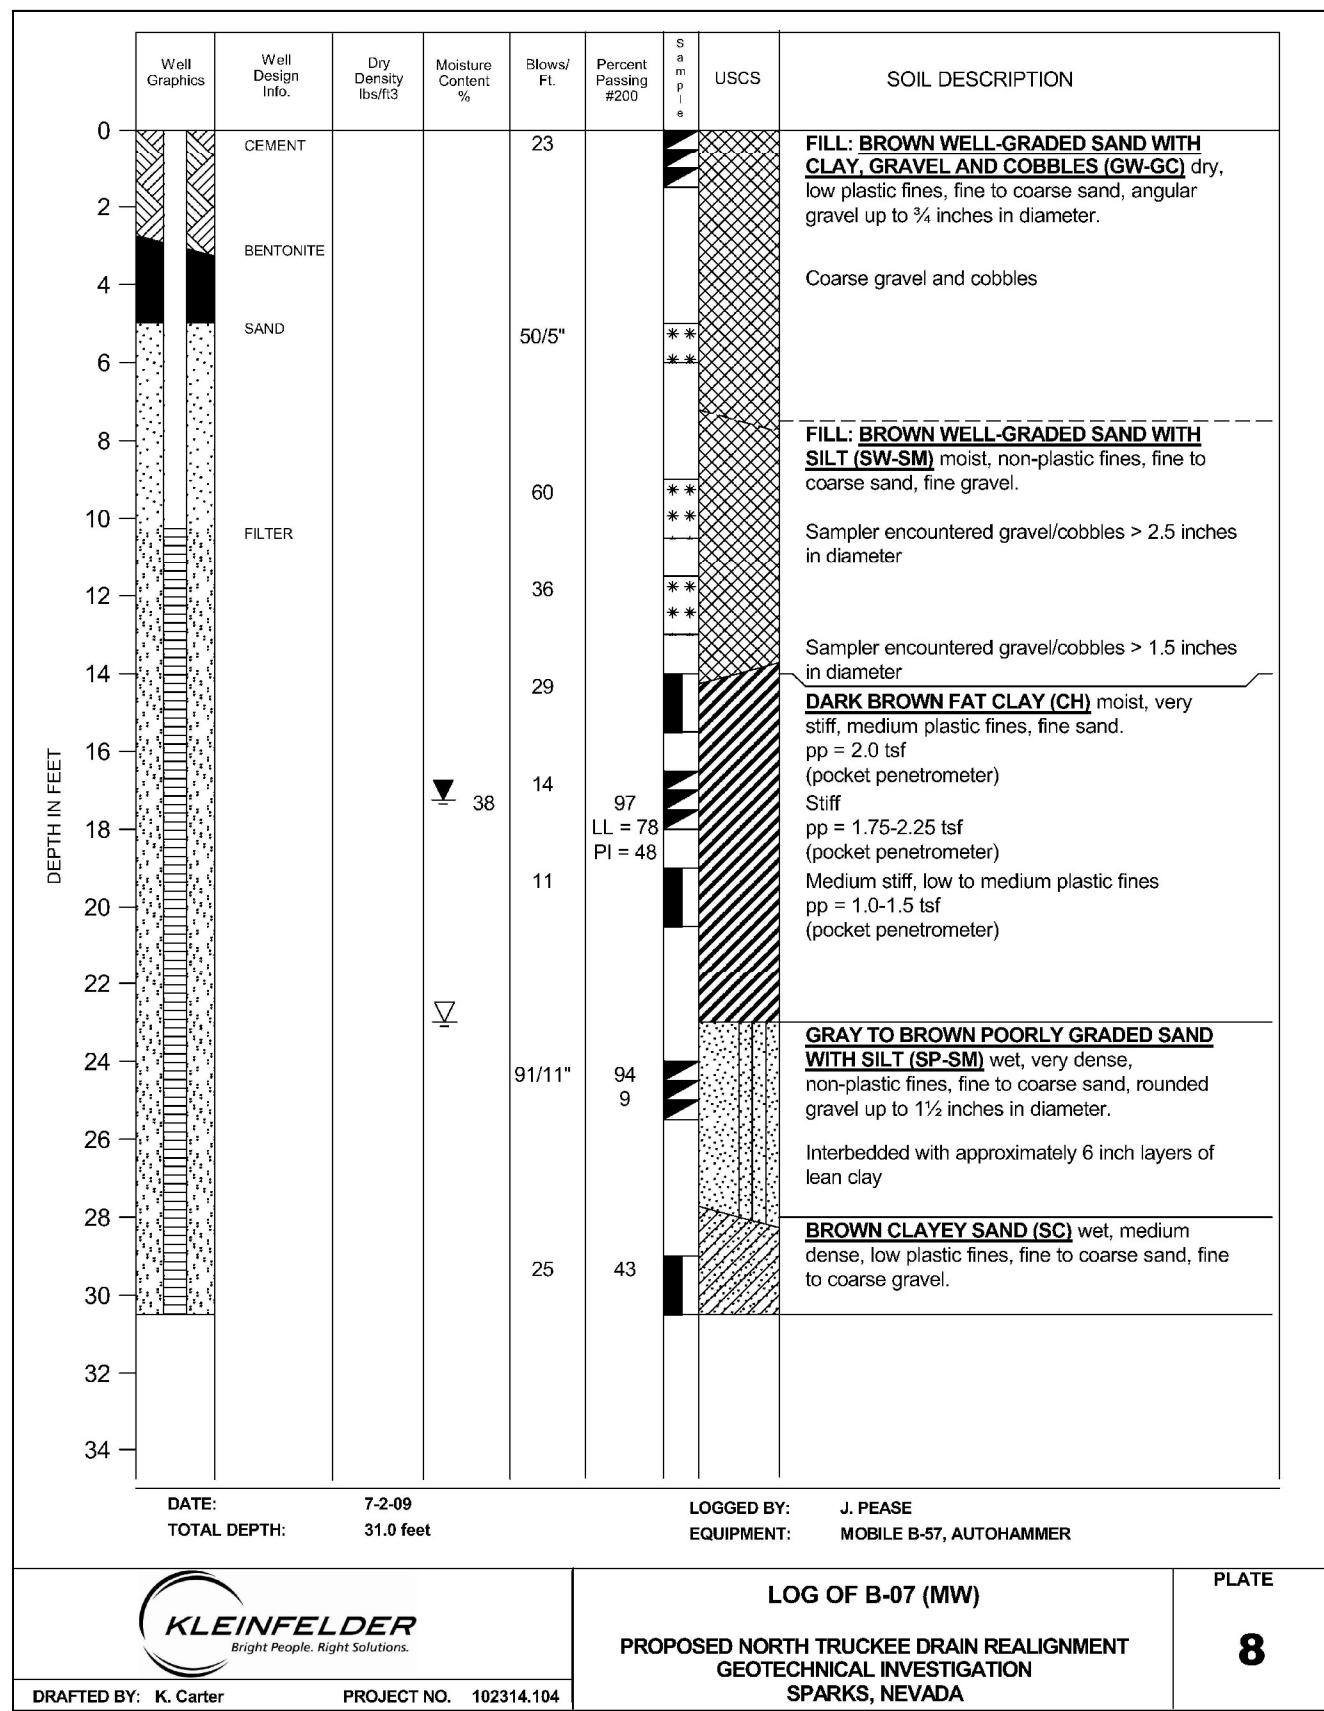 Well Graphics
Well Design Info.
Dry Density lbs/ft3
Moisture Content %
Blows/ Ft.
Percent Passing #200
Sample
USCS
SOIL DESCRIPTION
DEPTH IN FEET
0
2
4
6
8
10
12
14
16
18
20
22
24
26
28
30
32
34
CEMENT
BENTONITE
SAND
FILTER
38
23
50/5"
60
36
29
14
11
91/11"
25
97
LL = 78
PI = 48
94
9
43
** 
**
**
**
**
**
FILL: BROWN WELL-GRADED SAND WITH
CLAY, GRAVEL AND COBBLES (GW-GC) dry,
low plastic fines, fine to coarse sand, angular
gravel up to ¾ inches in diameter.
Coarse gravel and cobbles
FILL: BROWN WELL-GRADED SAND WITH
SILT (SW-SM) moist, non-plastic fines, fine to
coarse sand, fine gravel.
Sampler encountered gravel/cobbles > 2.5 inches
in diameter
Sampler encountered gravel/cobbles > 1.5 inches
in diameter
DARK BROWN FAT CLAY (CH) moist, very
stiff, medium plastic fines, fine sand.
pp = 2.0 tsf
(pocket penetrometer)
Stiff
pp = 1.75-2.25 tsf
(pocket penetrometer)
Medium stiff, low to medium plastic fines
pp = 1.0-1.5 tsf
(pocket penetrometer)
GRAY TO BROWN POORLY GRADED SAND
WITH SILT (SP-SM) wet, very dense,
non-plastic fines, fine to coarse sand, rounded
gravel up to 1½ inches in diameter.
Interbedded with approximately 6 inch layers of
lean clay
BROWN CLAYEY SAND (SC) wet, medium
dense, low plastic fines, fine to coarse sand, fine
to coarse gravel.
DATE: 7-2-09
TOTAL DEPTH: 31.0 feet
LOGGED BY: J. PEASE
EQUIPMENT: MOBILE B-57, AUTOHAMMER
KLEINFELDER
Bright People. Right Solutions.
DRAFTED BY: K. Carter PROJECT NO. 102314.104
LOG OF B-07 (MW)
PROPOSED NORTH TRUCKEE DRAIN REALIGNMENT
GEOTECHNICAL INVESTIGATION
SPARKS, NEVADA
PLATE
8